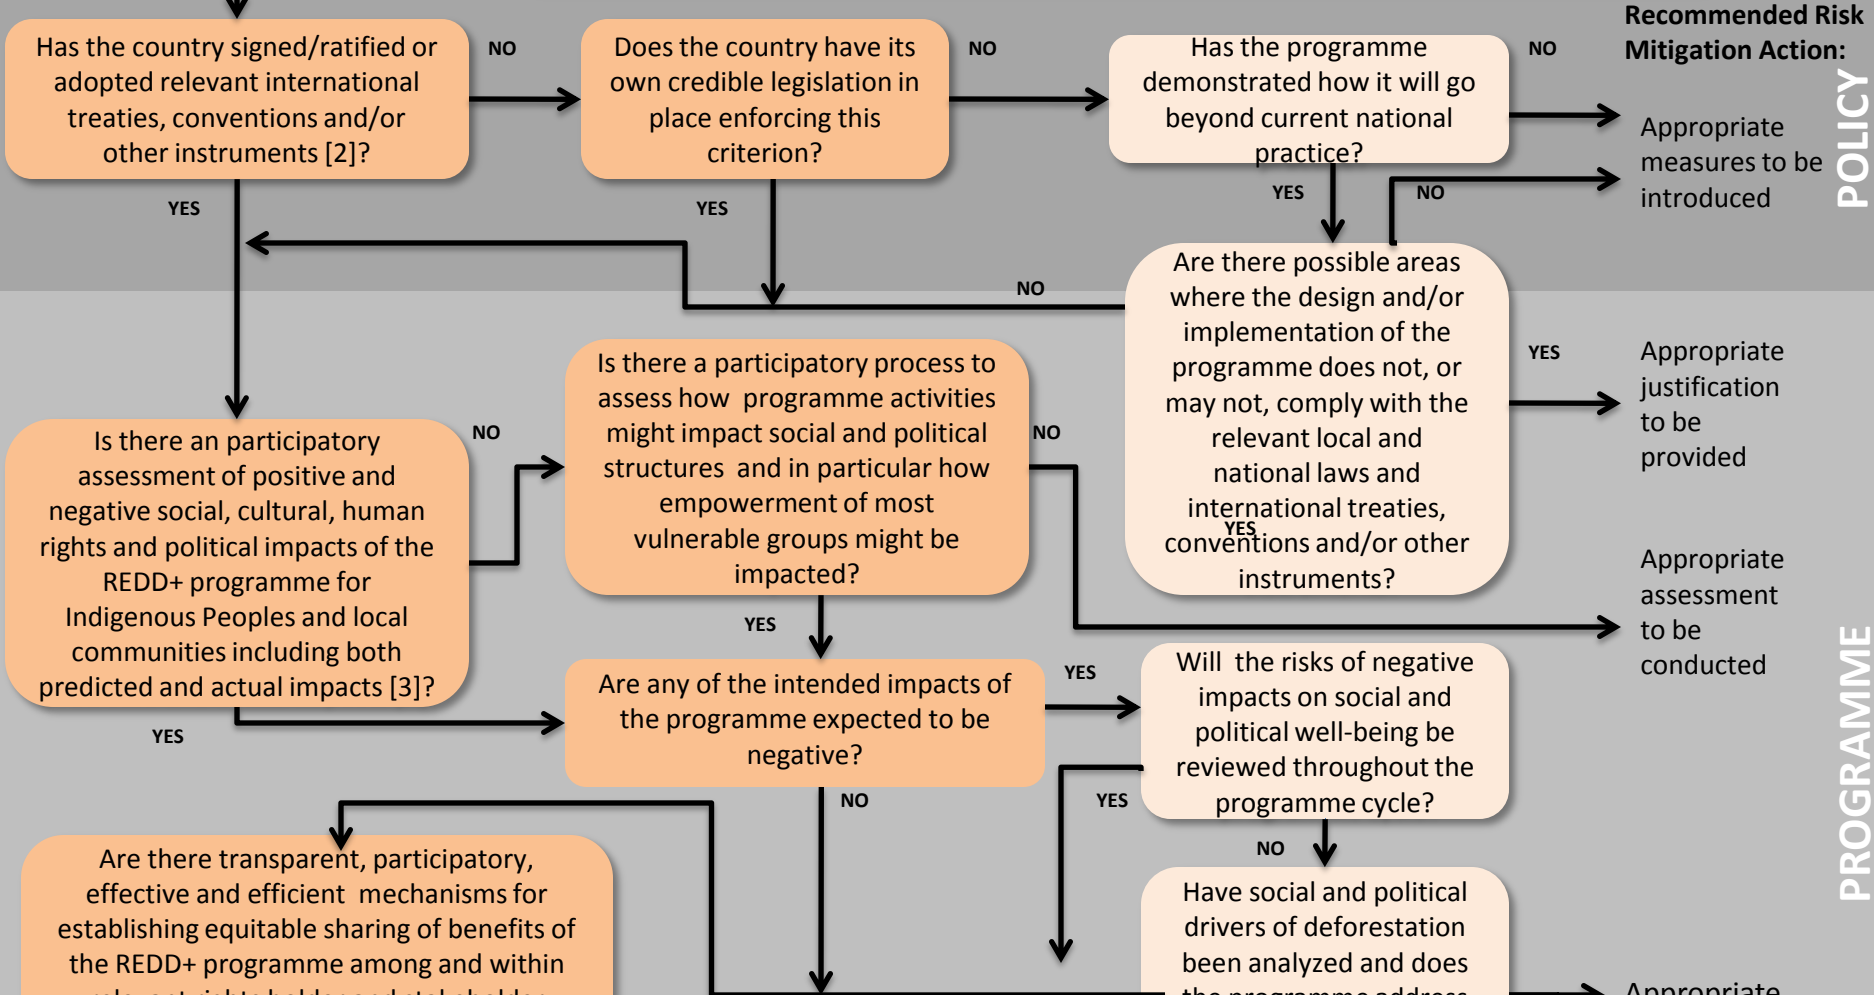 Recommended Risk
Mitigation Action:
Has the country signed/ratified or
adopted relevant international
treaties, conventions and/or
other instruments [2]?
NO
Does the country have its
own credible legislation in
place enforcing this
criterion?
NO
Has the programme
demonstrated how it will go
beyond current national
practice?
NO
Appropriate
measures to be
introduced
POLICY
YES
YES
YES
NO
NO
Are there possible areas
where the design and/or
implementation of the
programme does not, or
may not, comply with the
relevant local and
national laws and
international treaties,
conventions and/or other
instruments?
YES
YES
Appropriate
justification
to be
provided
Is there an participatory
assessment of positive and
negative social, cultural, human
rights and political impacts of the
REDD+ programme for
Indigenous Peoples and local
communities including both
predicted and actual impacts [3]?
NO
Is there a participatory process to
assess how programme activities
might impact social and political
structures and in particular how
empowerment of most
vulnerable groups might be
impacted?
NO
Appropriate
assessment
to be
conducted
PROGRAMME
YES
YES
Are any of the intended impacts of
the programme expected to be
negative?
YES
Will the risks of negative
impacts on social and
political well-being be
reviewed throughout the
programme cycle?
NO
YES
NO
Are there transparent, participatory,
effective and efficient mechanisms for
establishing equitable sharing of benefits of
the REDD+ programme among and within
Have social and political
drivers of deforestation
been analyzed and does
the programme address
Appropriate